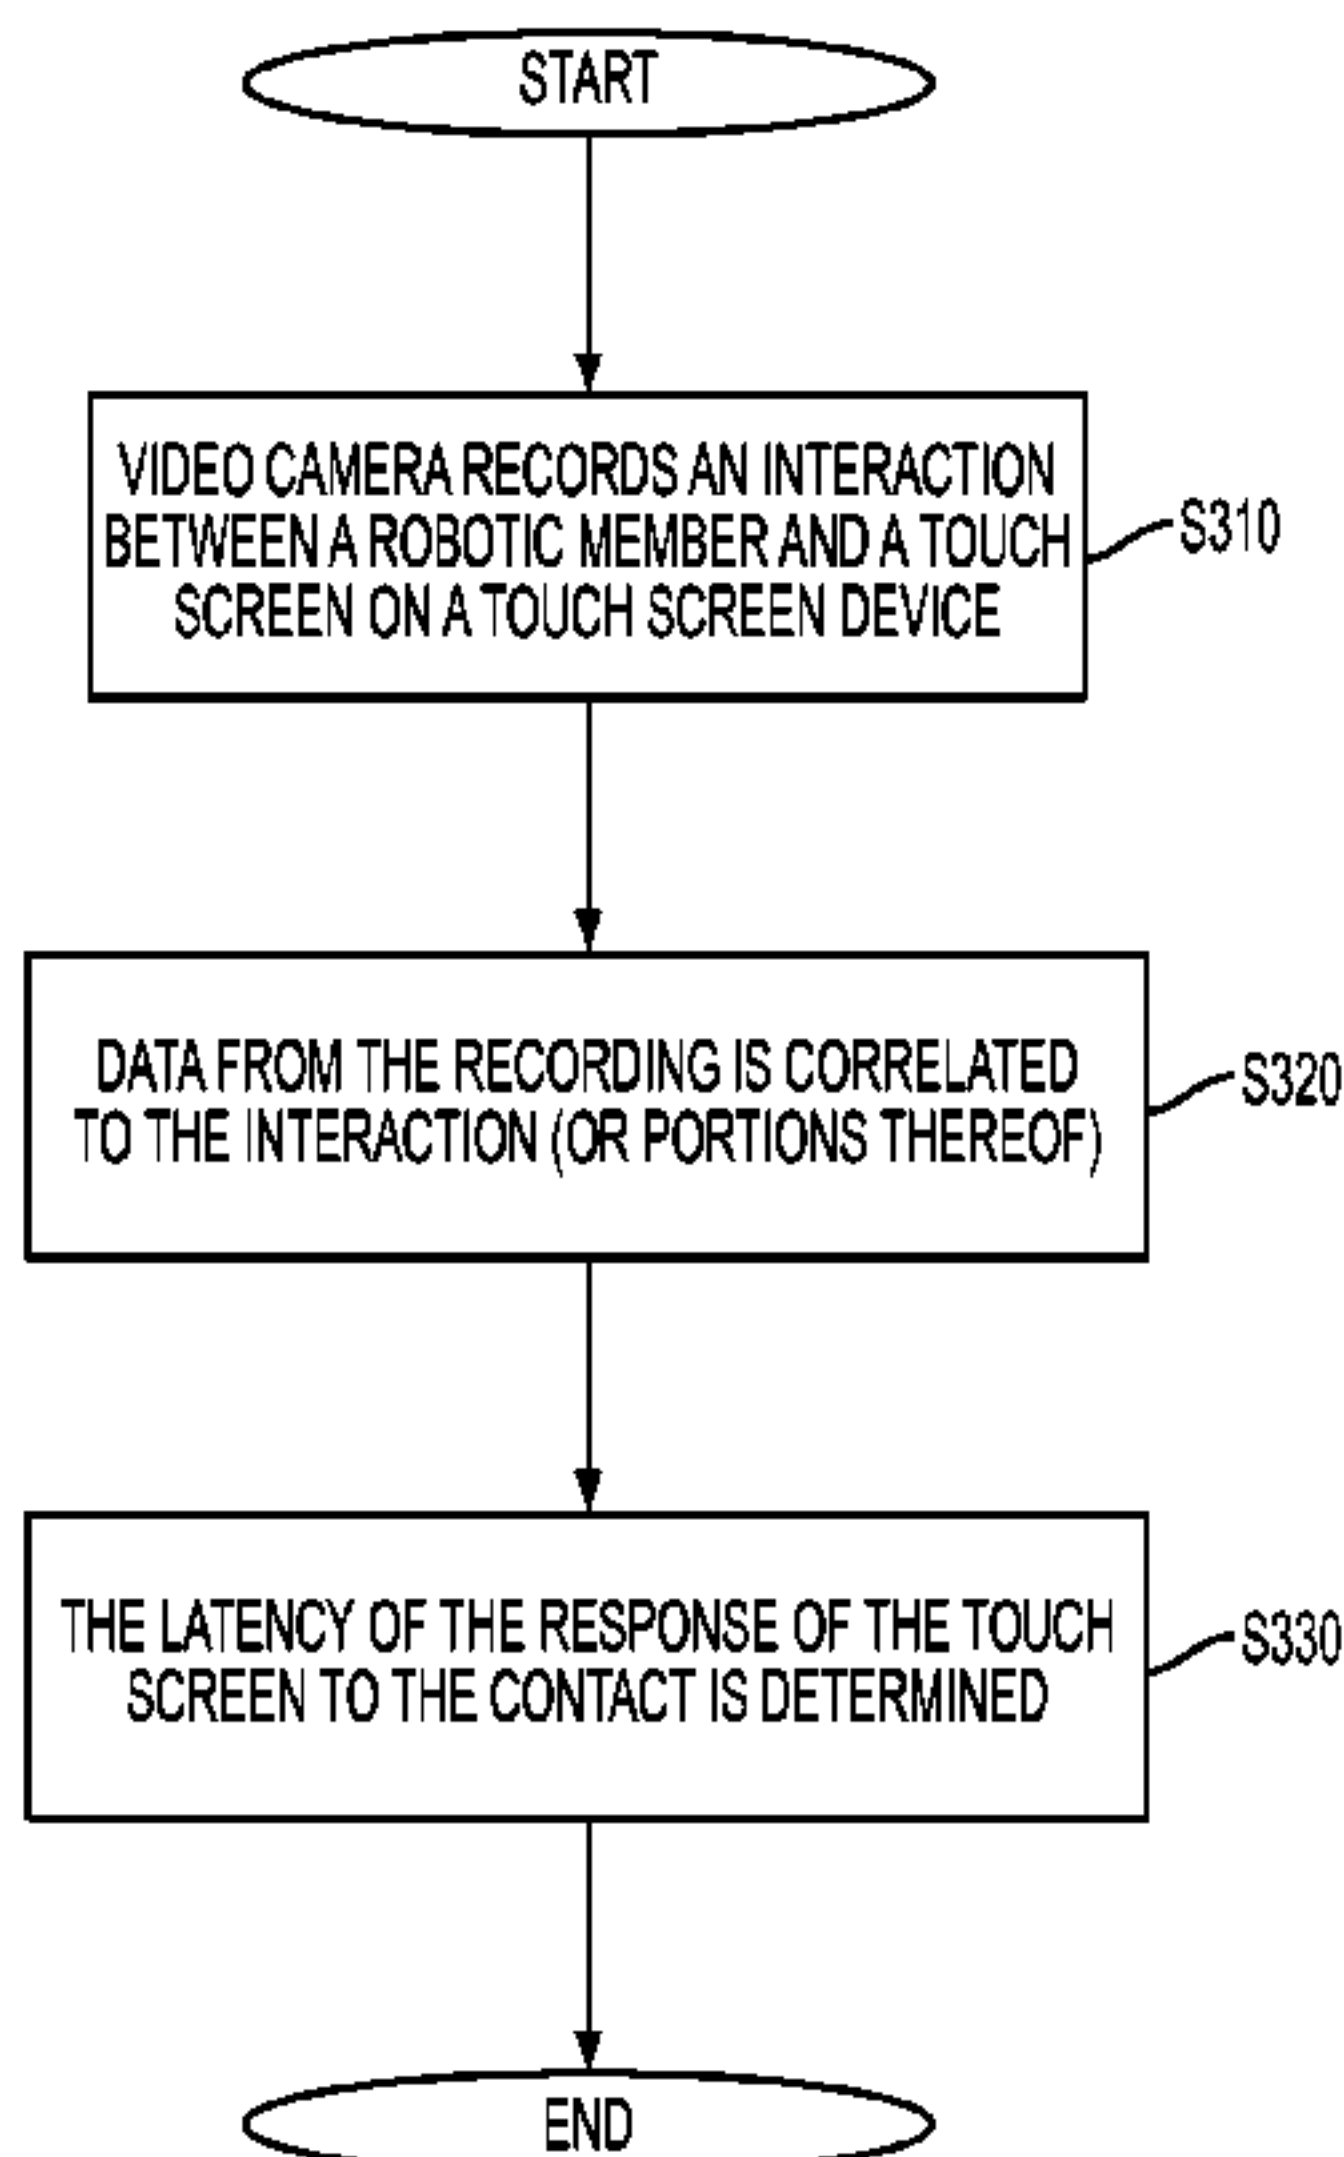 START
VIDEO CAMERA RECORDS AN INTERACTION
BETWEEN A ROBOTIC MEMBER AND A TOUCH
SCREEN ON A TOUCH SCREEN DEVICE
S310
DATA FROM THE RECORDING IS CORRELATED
TO THE INTERACTION (OR PORTIONS THEREOF)
S320
THE LATENCY OF THE RESPONSE OF THE TOUCH
SCREEN TO THE CONTACT IS DETERMINED
S330
END